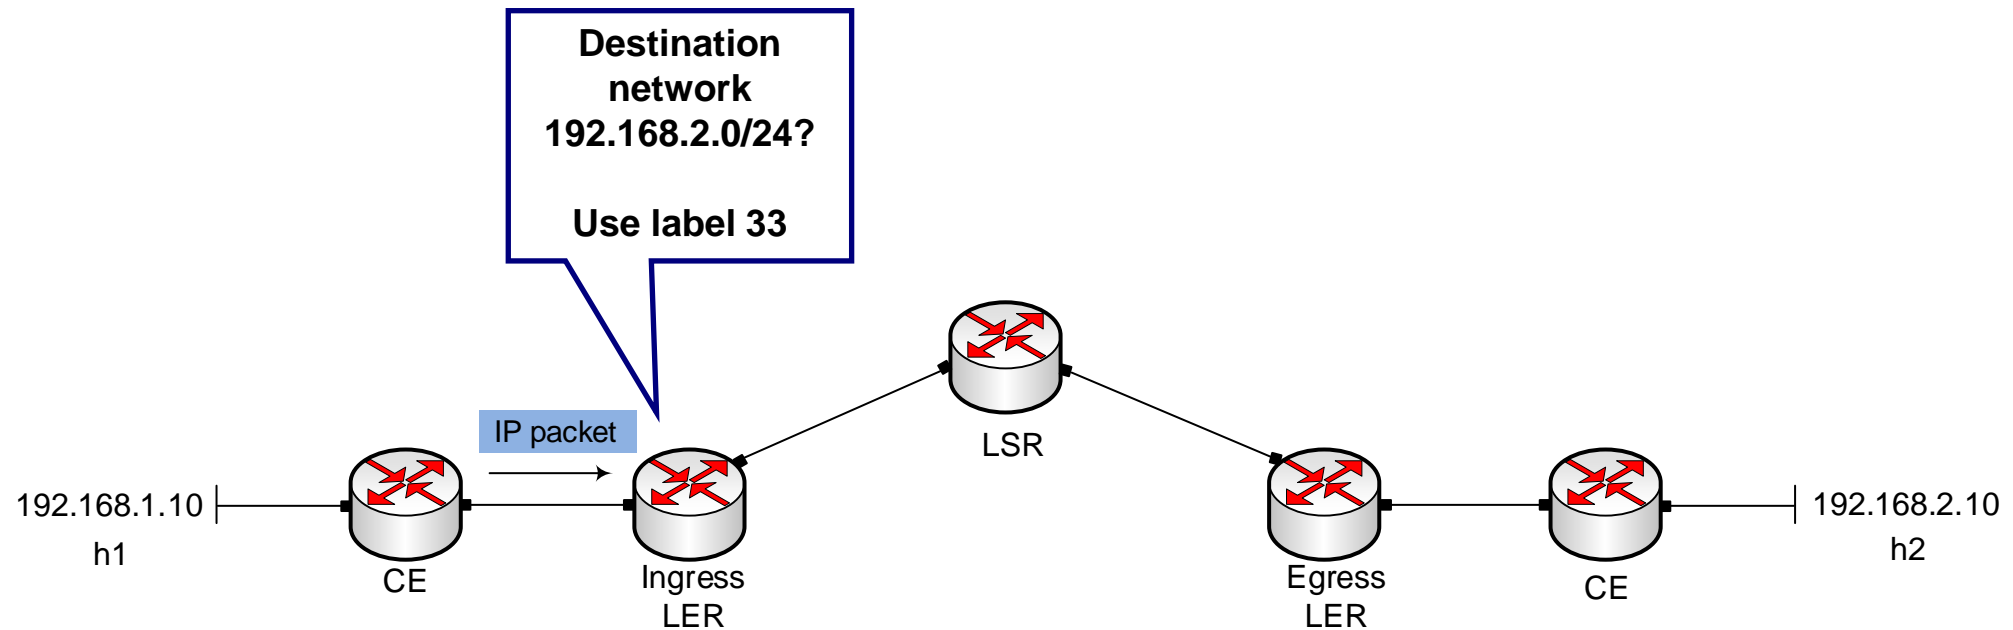 Destination
network
192.168.2.0/24?
Use label 33
IP packet
LSR
192.168.1.10
h1
CE
Ingress
LER
Egress
LER
CE
192.168.2.10
h2